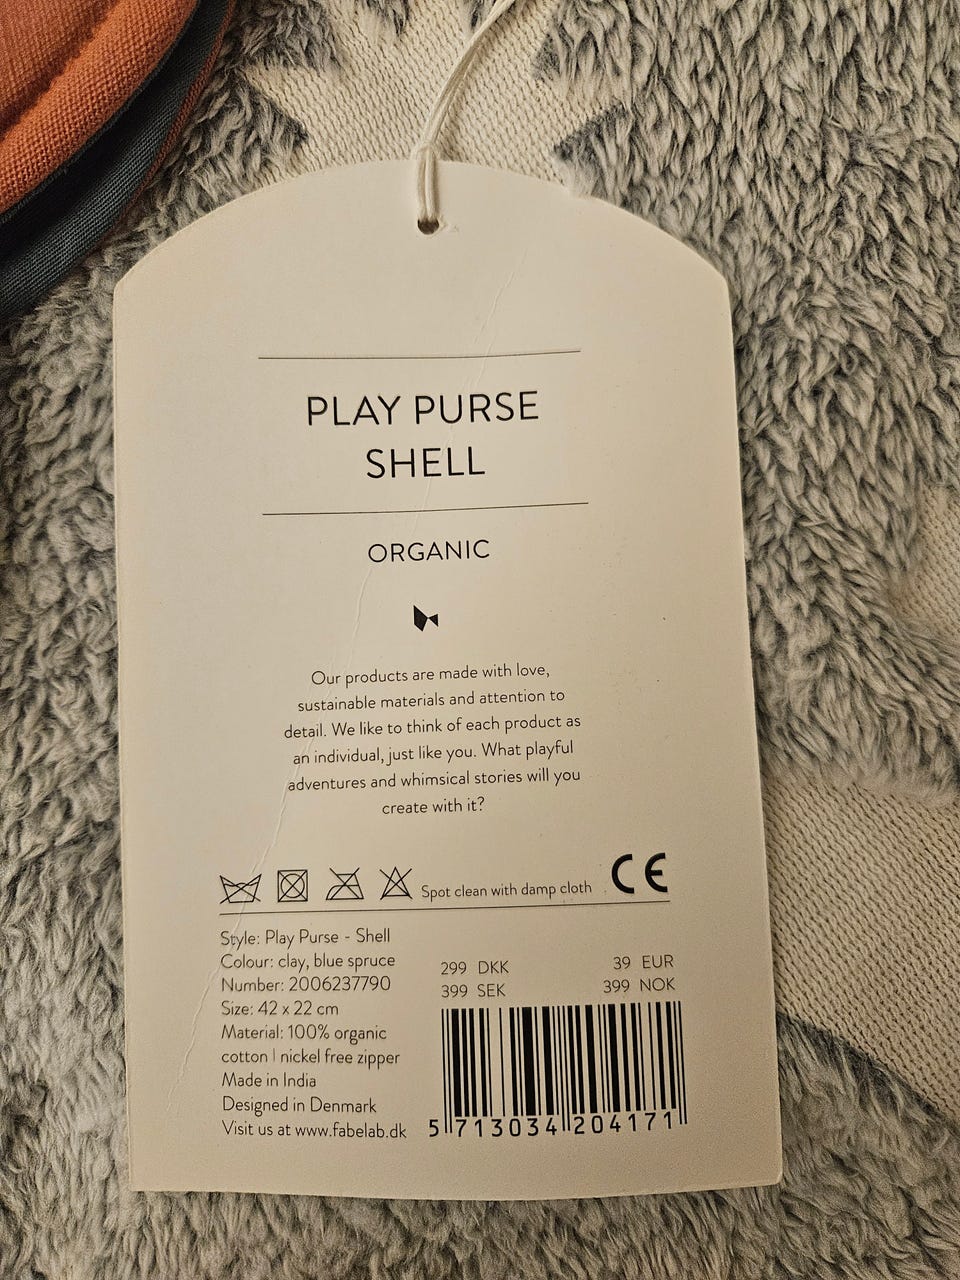 PLAY PURSE
SHELL
ORGANIC
Our products are made with love,
sustainable materials and attention to
detail. We like to think of each product as
an individual, just like you. What playful
adventures and whimsical stories will you
create with it?
Spot clean with damp cloth CE
Style: Play Purse - Shell
Colour: clay, blue spruce
Number: 2006237790
Size: 42 x 22 cm
Material: 100% organic
cotton | nickel free zipper
Made in India
Designed in Denmark
Visit us at www.fabelab.dk
299 DKK 39 EUR
399 SEK 399 NOK
5 713034 204171